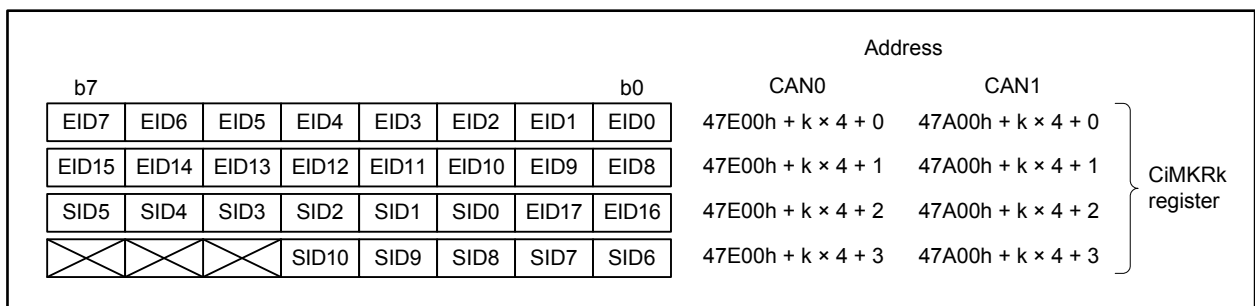 Address
b7 b0 CAN0 CAN1
EID7 EID6 EID5 EID4 EID3 EID2 EID1 EID0 47E00h + k × 4 + 0 47A00h + k × 4 + 0
EID15 EID14 EID13 EID12 EID11 EID10 EID9 EID8 47E00h + k × 4 + 1 47A00h + k × 4 + 1
SID5 SID4 SID3 SID2 SID1 SID0 EID17 EID16 47E00h + k × 4 + 2 47A00h + k × 4 + 2
SID10 SID9 SID8 SID7 SID6 47E00h + k × 4 + 3 47A00h + k × 4 + 3
CiMKRk
register